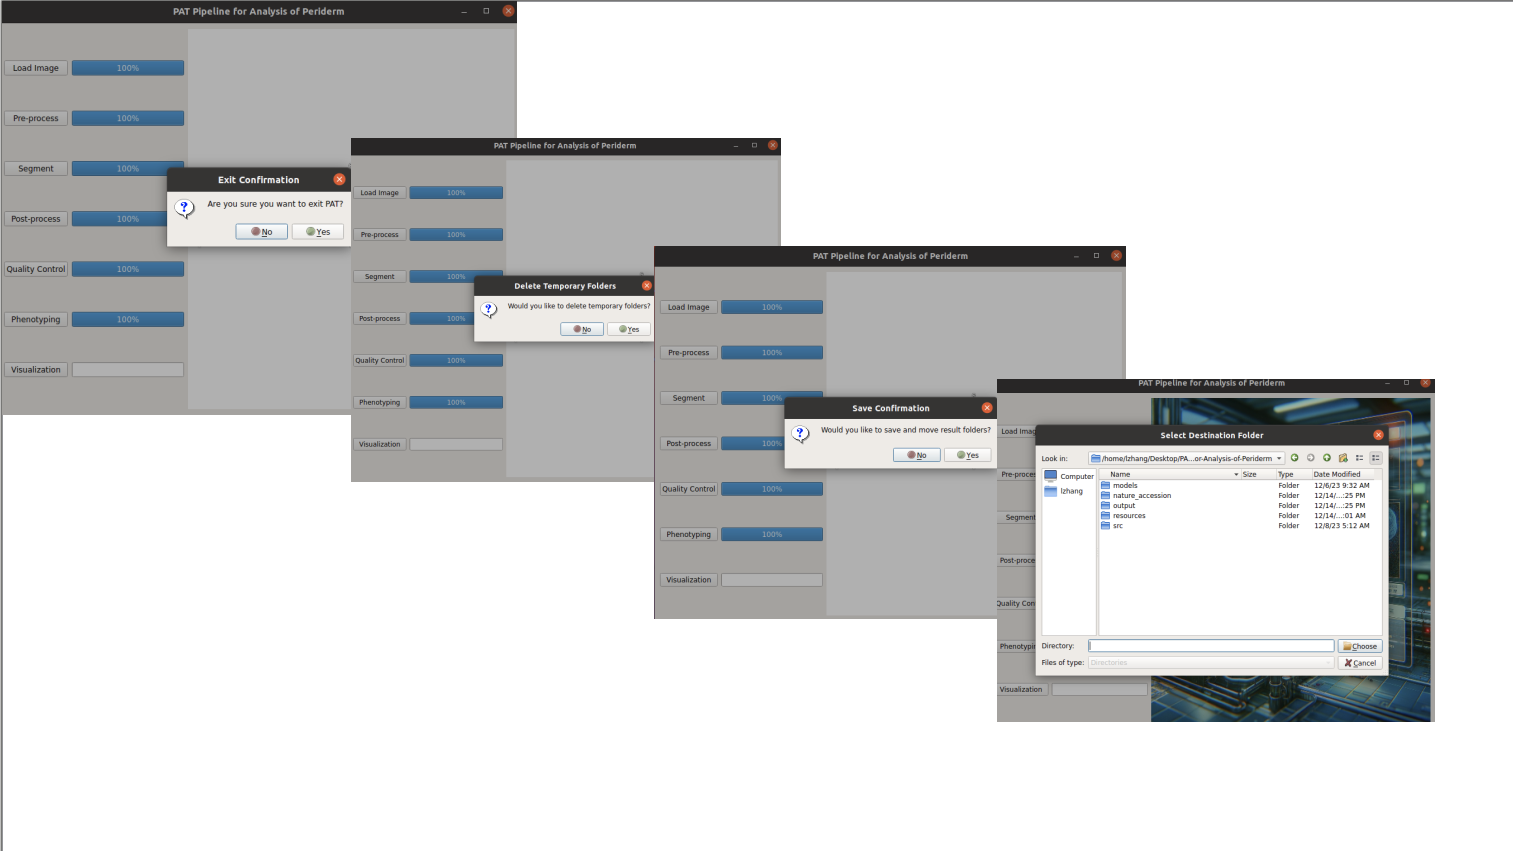 PAT Pipeline for Analysis of Periderm
Load Image 100%
Pre-process 100%
Segment 100%
Post-process 100%
Quality Control 100%
Phenotyping 100%
Visualization
Exit Confirmation
Are you sure you want to exit PAT?
No Yes
PAT Pipeline for Analysis of Periderm
Load Image 100%
Pre-process 100%
Segment 100%
Post-process 100%
Quality Control 100%
Phenotyping 100%
Visualization
Delete Temporary Folders
Would you like to delete temporary folders?
No Yes
PAT Pipeline for Analysis of Periderm
Load Image 100%
Pre-process 100%
Segment 100%
Post-process 100%
Quality Control 100%
Phenotyping 100%
Visualization
Save Confirmation
Would you like to save and move result folders?
No Yes
PAT Pipeline for Analysis of Periderm
Load Imag
Pre-proces
Segment
Post-proce
Quality Con
Phenotypi
Visualization
Select Destination Folder
Look in: /home/lzhang/Desktop/PA...or-Analysis-of-Periderm
Computer
lzhang
Name Size Type Date Modified
models Folder 12/6/23 9:32 AM
nature_accession Folder 12/14/...:25 PM
output Folder 12/14/...:25 PM
resources Folder 12/14/...:01 AM
src Folder 12/8/23 5:12 AM
Directory: Choose
Files of type: Directories Cancel